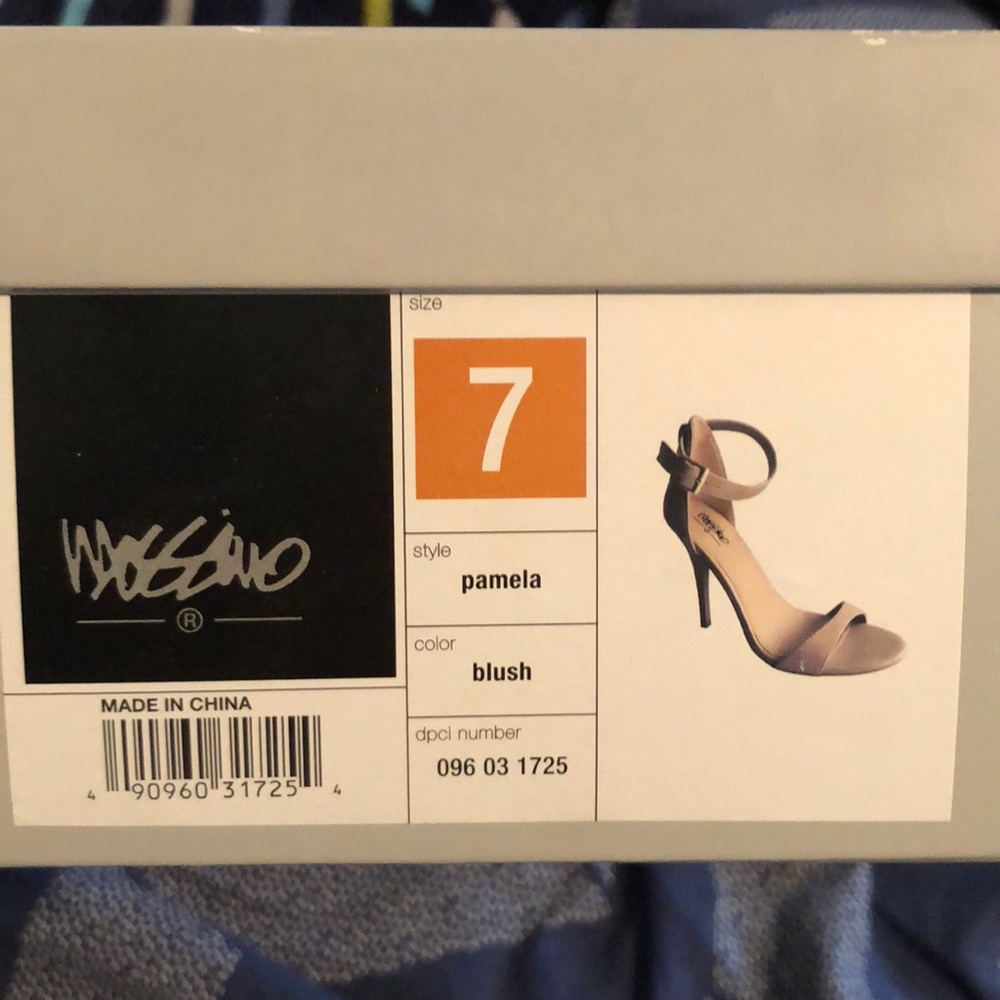 mossimo
®
MADE IN CHINA
4 90960 31725 4
size
7
style
pamela
color
blush
dpci number
096 03 1725
mossimo